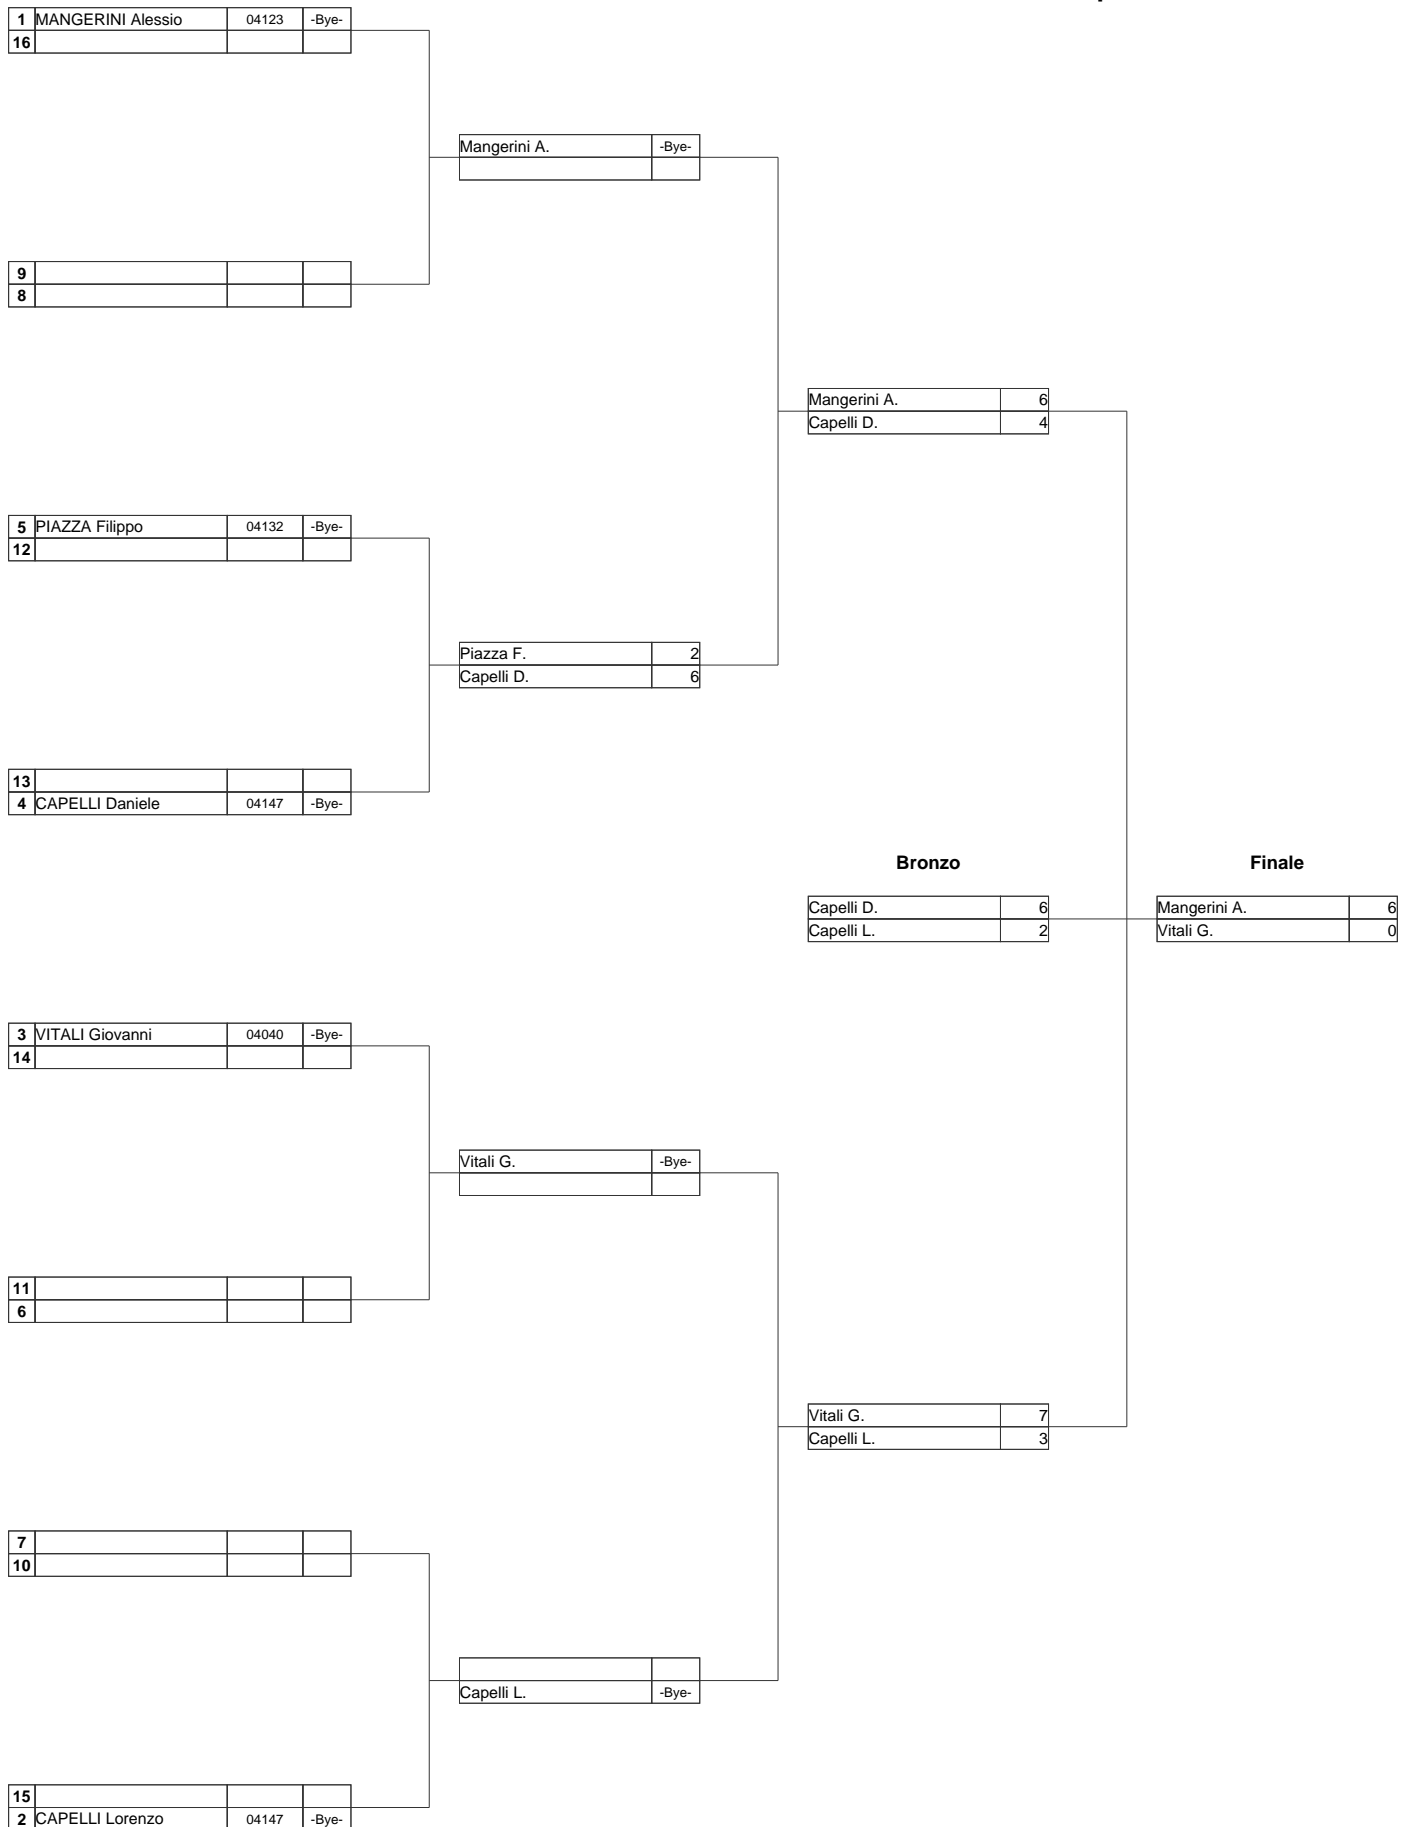 1 MANGERINI Alessio 04123 -Bye-
16
Mangerini A. -Bye-
9
8
Mangerini A. 6
Capelli D. 4
5 PIAZZA Filippo 04132 -Bye-
12
Piazza F. 2
Capelli D. 6
13
4 CAPELLI Daniele 04147 -Bye-
Bronzo Finale
Capelli D. 6 Mangerini A. 6
Capelli L. 2 Vitali G. 0
3 VITALI Giovanni 04040 -Bye-
14
Vitali G. -Bye-
11
6
Vitali G. 7
Capelli L. 3
7
10
Capelli L. -Bye-
15
2 CAPELLI Lorenzo 04147 -Bye-